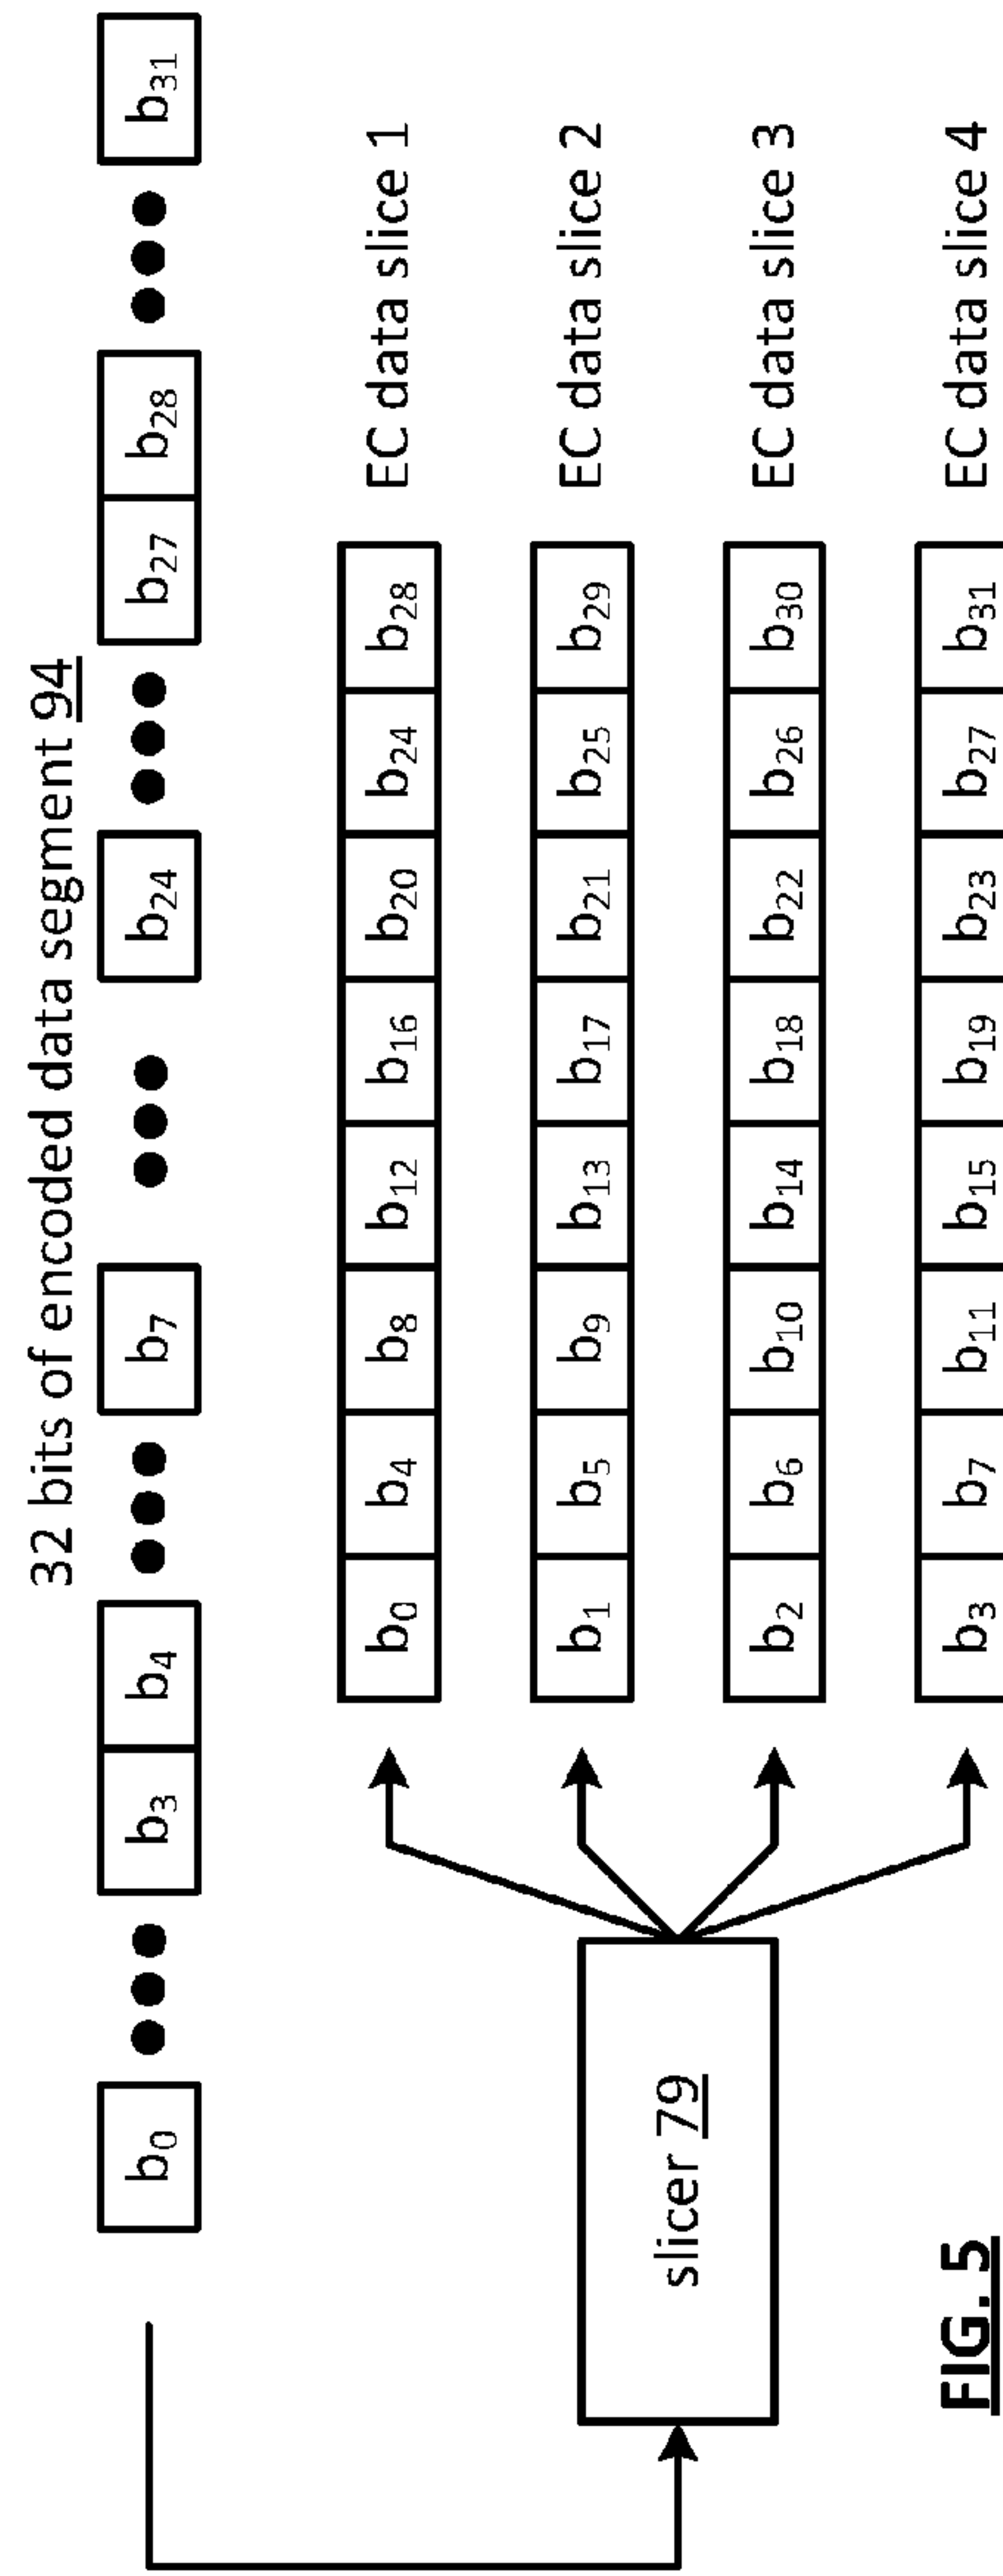 32 bits of encoded data segment 94
b0 ●●● b3 b4 ●●● b7 ●●● b24 ●●● b27 b28 ●●● b31
slicer 79
b0 b4 b8 b12 b16 b20 b24 b28 EC data slice 1
b1 b5 b9 b13 b17 b21 b25 b29 EC data slice 2
b2 b6 b10 b14 b18 b22 b26 b30 EC data slice 3
b3 b7 b11 b15 b19 b23 b27 b31 EC data slice 4
FIG. 5